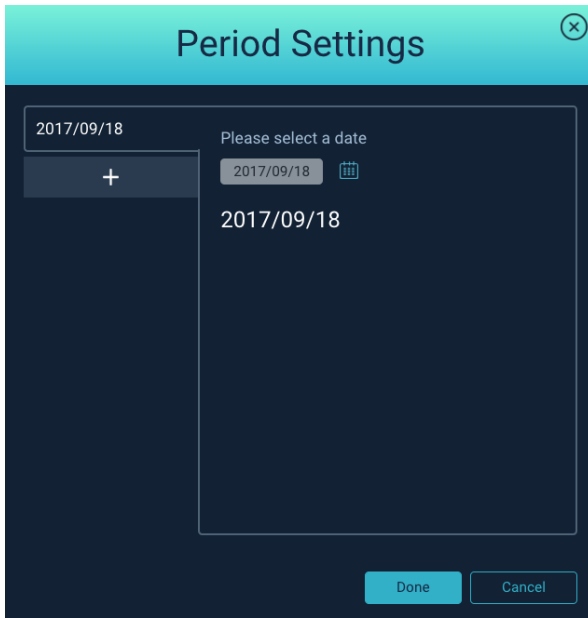 Period Settings
2017/09/18
+
Please select a date
2017/09/18
2017/09/18
Done
Cancel